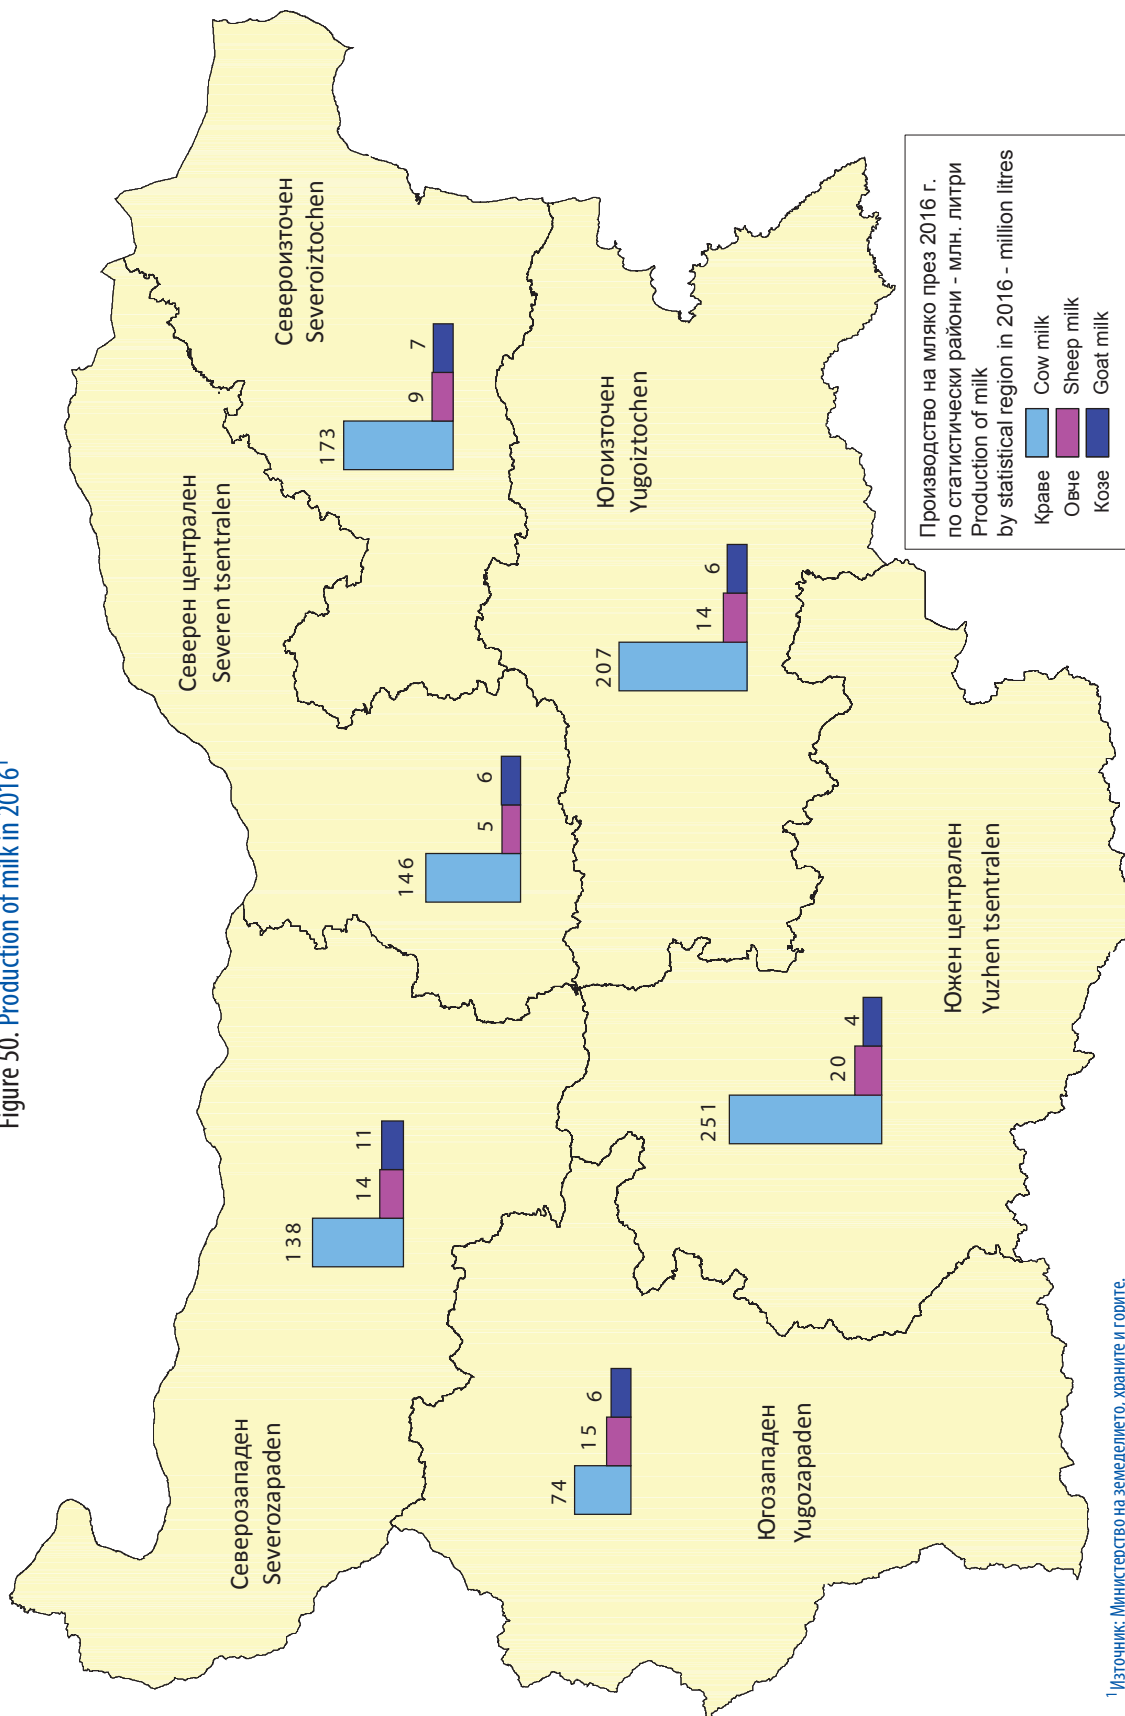 Figure 50. Production of milk in 2016¹
Северозападен
Severozapaden
138
14
11
Северен централен
Severen tsentralen
146
5
6
Североизточен
Severoiztochen
173
9
7
Югозападен
Yugozapaden
74
15
6
Южен централен
Yuzhen tsentralen
251
20
4
Югоизточен
Yugoiztochen
207
14
6
Производство на мляко през 2016 г.
по статистически райони - млн. литри
Production of milk
by statistical region in 2016 - million litres
Краве Cow milk
Овче Sheep milk
Козе Goat milk
¹ Източник: Министерство на земеделието, храните и горите.